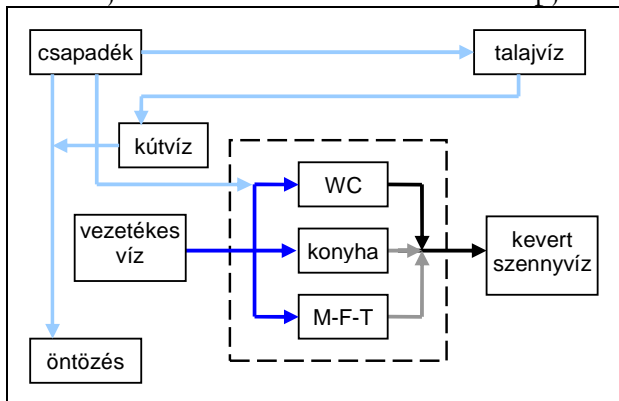 csapadék
talajvíz
kútvíz
WC
vezetékes
víz
konyha
kevert
szennyvíz
M-F-T
öntözés